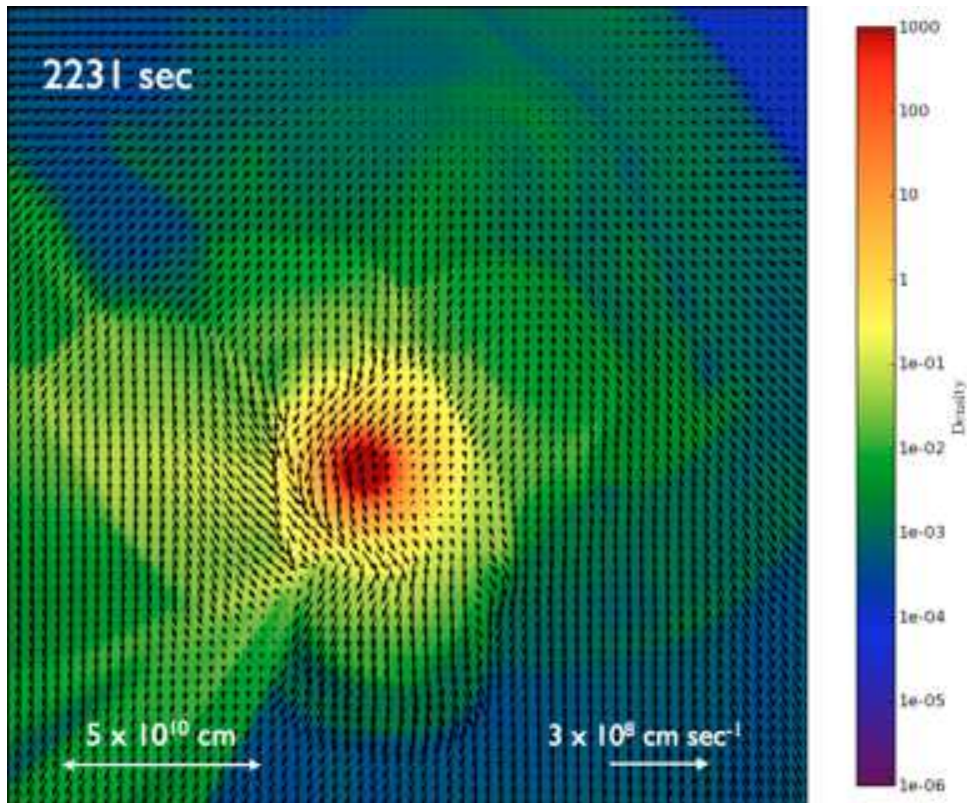 2231 sec
5 x 10¹⁰ cm
3 x 10⁸ cm sec⁻¹
1000
100
10
1
1e-01
1e-02
1e-03
1e-04
1e-05
1e-06
Density